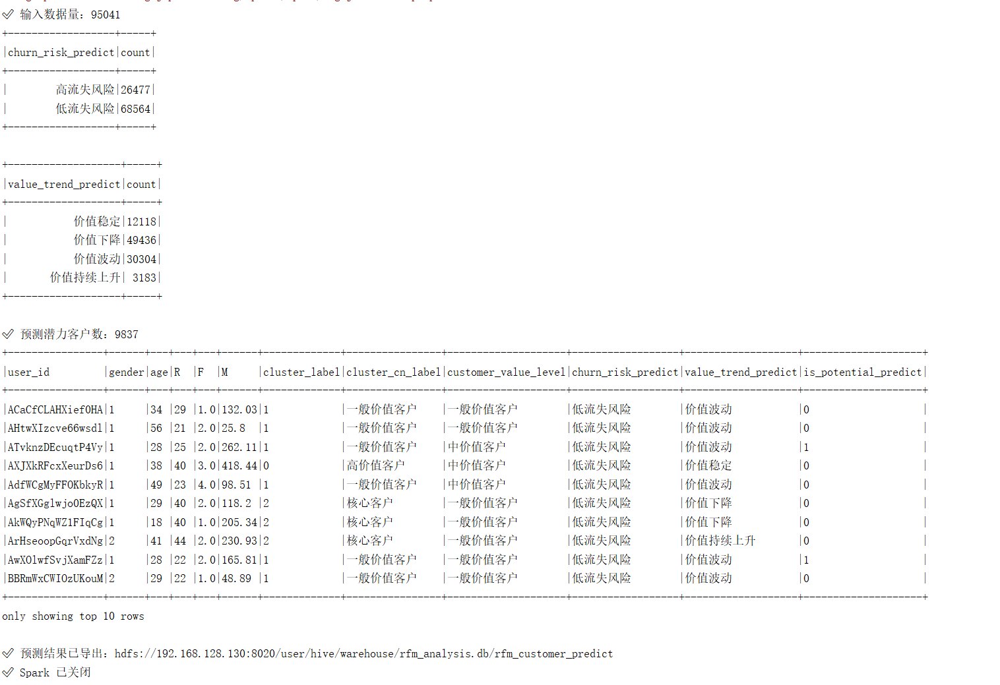 ✅ 输入数据量：95041
+------------------+-----+
|churn_risk_predict|count|
+------------------+-----+
|        高流失风险|26477|
|        低流失风险|68564|
+------------------+-----+
+-------------------+-----+
|value_trend_predict|count|
+-------------------+-----+
|           价值稳定|12118|
|           价值下降|49436|
|           价值波动|30304|
|       价值持续上升| 3183|
+-------------------+-----+
✅ 预测潜力客户数：9837
+----------------+------+---+---+---+------+-------------+----------------+--------------------+------------------+-------------------+--------------------+
|user_id         |gender|age|R  |F  |M     |cluster_label|cluster_cn_label|customer_value_level|churn_risk_predict|value_trend_predict|is_potential_predict|
+----------------+------+---+---+---+------+-------------+----------------+--------------------+------------------+-------------------+--------------------+
|ACaCfCLAHXief0HA|1     |34 |29 |1.0|132.03|1            |一般价值客户    |一般价值客户        |低流失风险        |价值波动           |0                   |
|AHtwXIzcve66wsdl|1     |56 |21 |2.0|25.8  |1            |一般价值客户    |一般价值客户        |低流失风险        |价值波动           |0                   |
|ATvknzDEcuqtP4Vy|1     |28 |25 |2.0|262.11|1            |一般价值客户    |中价值客户          |低流失风险        |价值波动           |1                   |
|AXJXkRFcxXeurDs6|1     |38 |40 |3.0|418.44|0            |高价值客户      |中价值客户          |低流失风险        |价值稳定           |0                   |
|AdfWCgMyFFOKbkyR|1     |49 |23 |4.0|98.51 |1            |一般价值客户    |中价值客户          |低流失风险        |价值波动           |0                   |
|AgSfXGglwjoOEzQX|1     |29 |40 |2.0|118.2 |2            |核心客户        |一般价值客户        |低流失风险        |价值下降           |0                   |
|AkWQyPNqWZ1FIqCg|1     |18 |40 |1.0|205.34|2            |核心客户        |一般价值客户        |低流失风险        |价值下降           |0                   |
|ArHseoopGqrVxdNg|2     |41 |44 |2.0|230.93|2            |核心客户        |一般价值客户        |低流失风险        |价值持续上升       |0                   |
|AwXOlwfSvjXamFZz|1     |28 |22 |2.0|165.81|1            |一般价值客户    |一般价值客户        |低流失风险        |价值波动           |1                   |
|BBRmWxCWIOzUKouM|2     |29 |22 |1.0|48.89 |1            |一般价值客户    |一般价值客户        |低流失风险        |价值波动           |0                   |
+----------------+------+---+---+---+------+-------------+----------------+--------------------+------------------+-------------------+--------------------+
only showing top 10 rows
✅ 预测结果已导出：hdfs://192.168.128.130:8020/user/hive/warehouse/rfm_analysis.db/rfm_customer_predict
✅ Spark 已关闭